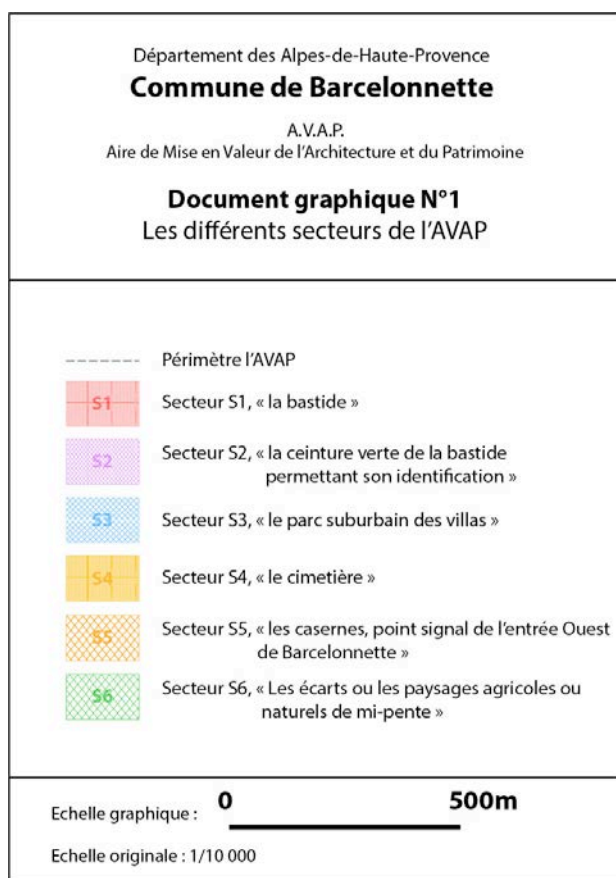 Département des Alpes-de-Haute-Provence
Commune de Barcelonnette
A.V.A.P.
Aire de Mise en Valeur de l'Architecture et du Patrimoine
Document graphique N°1
Les différents secteurs de l'AVAP
Périmètre l'AVAP
S1 Secteur S1, « la bastide »
S2 Secteur S2, « la ceinture verte de la bastide
permettant son identification »
S3 Secteur S3, « le parc suburbain des villas »
S4 Secteur S4, « le cimetière »
S5 Secteur S5, « les casernes, point signal de l'entrée Ouest
de Barcelonnette »
S6 Secteur S6, « Les écarts ou les paysages agricoles ou
naturels de mi-pente »
Echelle graphique : 0 500m
Echelle originale : 1/10 000